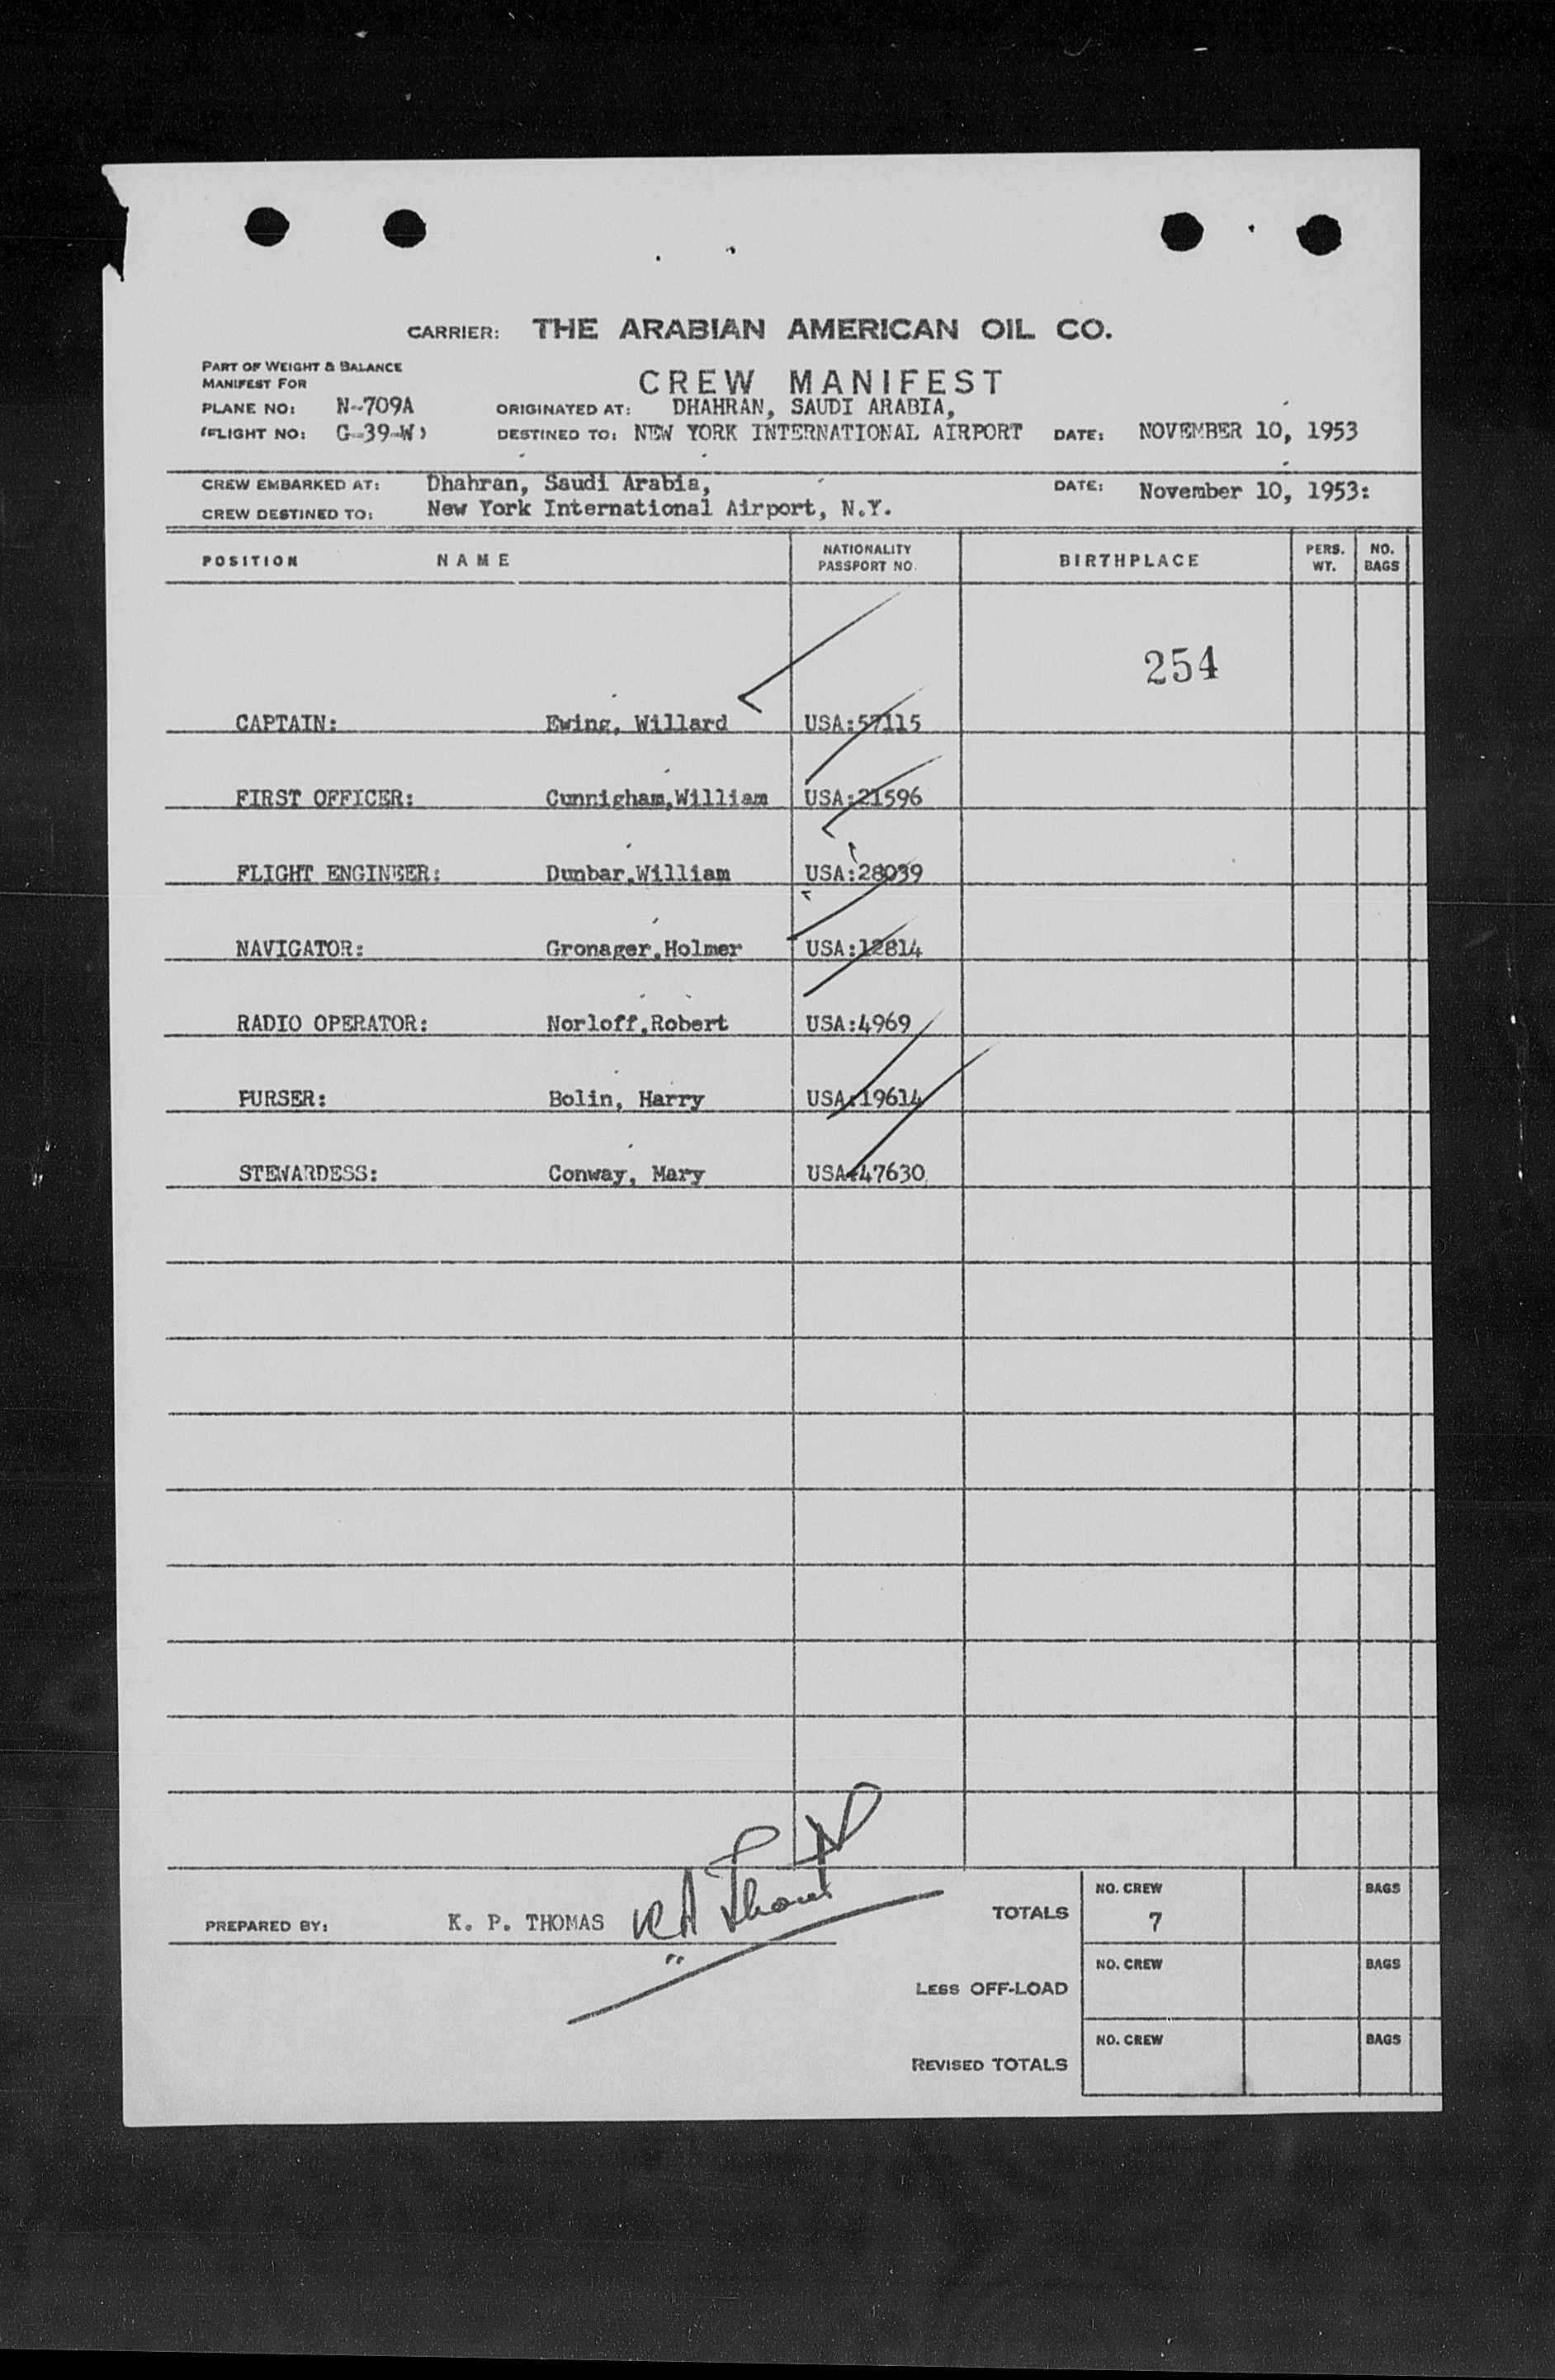 CARRIER: THE ARABIAN AMERICAN OIL CO.
PART OF WEIGHT & BALANCE
MANIFEST FOR
CREW MANIFEST
PLANE NO: N-709A ORIGINATED AT: DHAHRAN, SAUDI ARABIA,
(FLIGHT NO: G-39-W) DESTINED TO: NEW YORK INTERNATIONAL AIRPORT DATE: NOVEMBER 10, 1953
CREW EMBARKED AT: Dhahran, Saudi Arabia, DATE: November 10, 1953:
CREW DESTINED TO: New York International Airport, N.Y.
POSITION NAME NATIONALITY PASSPORT NO. BIRTHPLACE PERS. WT. NO. BAGS
254
CAPTAIN: Ewing, Willard USA:57115
FIRST OFFICER: Cunnigham,William USA:21596
FLIGHT ENGINEER: Dunbar,William USA:28039
NAVIGATOR: Gronager,Holmer USA:12814
RADIO OPERATOR: Norloff,Robert USA:4969
PURSER: Bolin, Harry USA:19614
STEWARDESS: Conway, Mary USA:47630
NO. CREW BAGS
PREPARED BY: K. P. THOMAS TOTALS 7
NO. CREW BAGS
LESS OFF-LOAD
NO. CREW BAGS
REVISED TOTALS